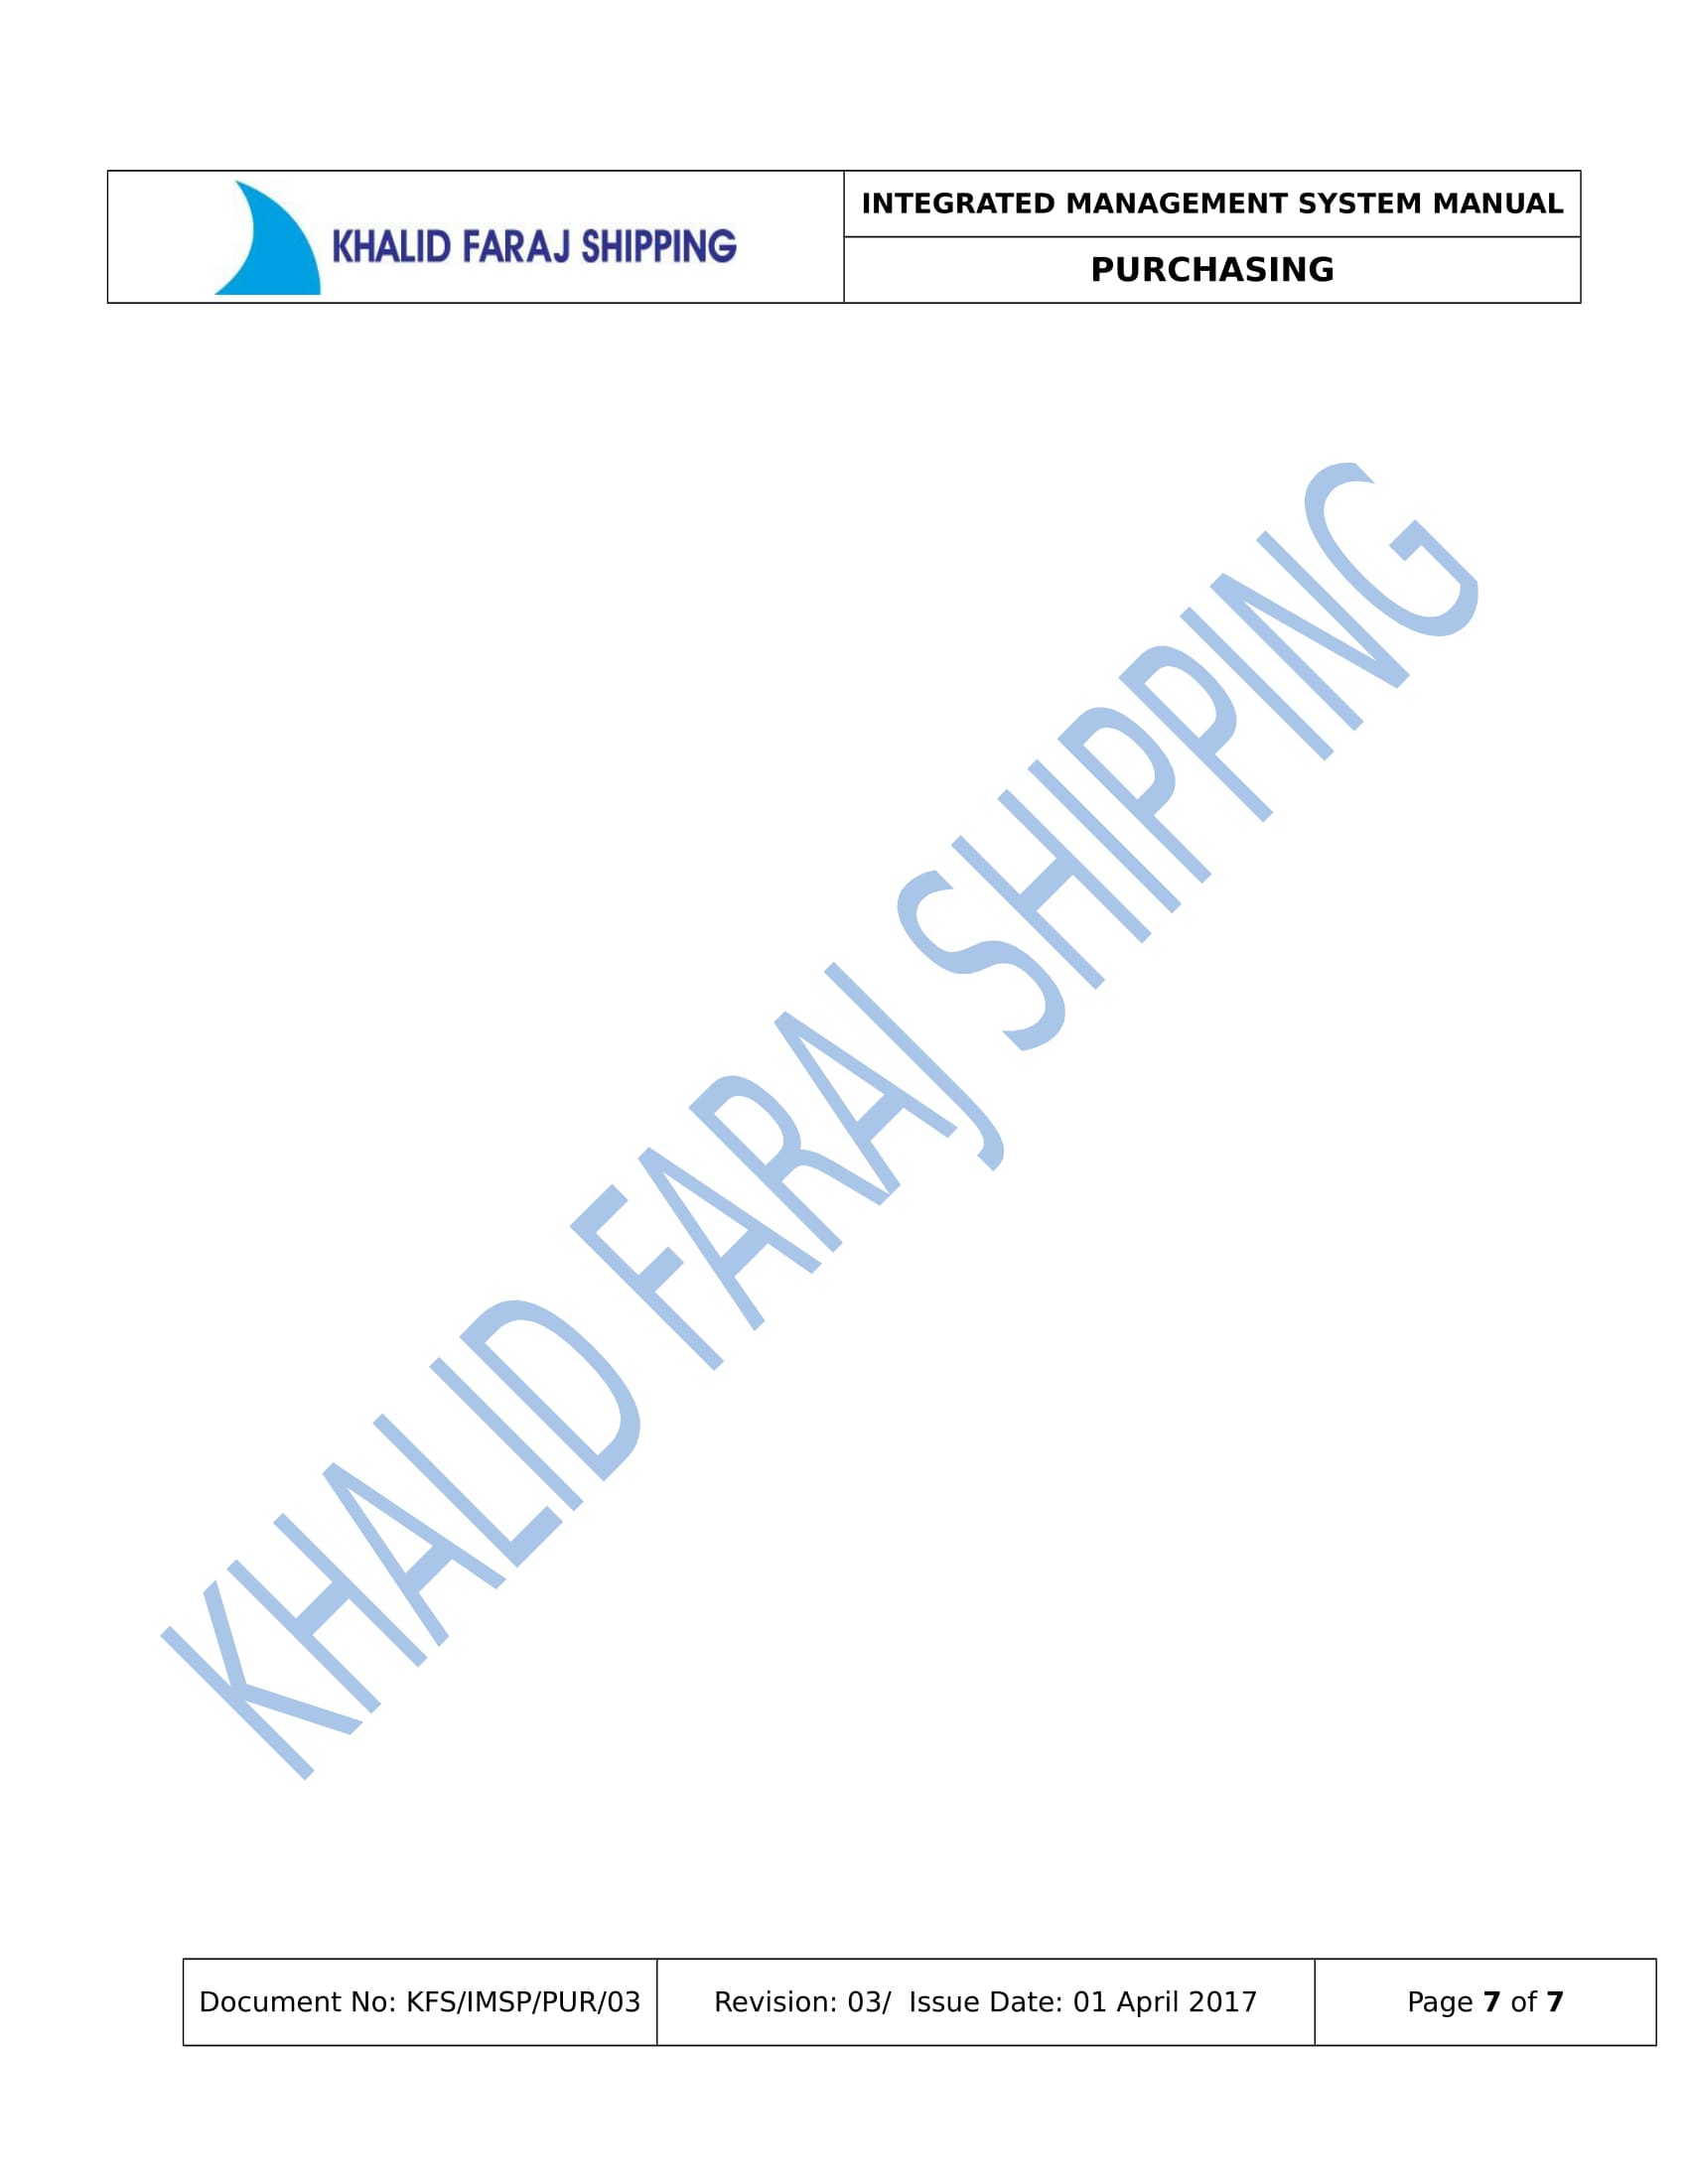 KHALID FARAJ SHIPPING
INTEGRATED MANAGEMENT SYSTEM MANUAL
PURCHASING
KHALID FARAJ SHIPPING
Document No: KFS/IMSP/PUR/03
Revision: 03/  Issue Date: 01 April 2017
Page 7 of 7